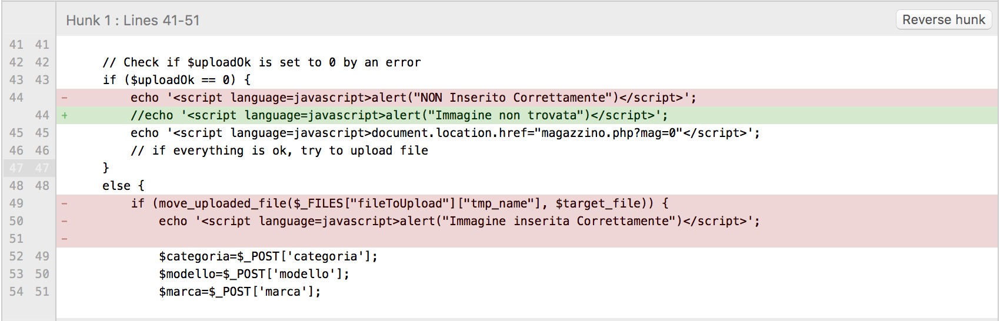 Hunk 1 : Lines 41-51 Reverse hunk
41 41
42 42 // Check if $uploadOk is set to 0 by an error
43 43 if ($uploadOk == 0) {
44 - echo '<script language=javascript>alert("NON Inserito Correttamente")</script>';
44 + //echo '<script language=javascript>alert("Immagine non trovata")</script>';
45 45 echo '<script language=javascript>document.location.href="magazzino.php?mag=0"</script>';
46 46 // if everything is ok, try to upload file
47 47 }
48 48 else {
49 - if (move_uploaded_file($_FILES["fileToUpload"]["tmp_name"], $target_file)) {
50 - echo '<script language=javascript>alert("Immagine inserita Correttamente")</script>';
51 -
52 49 $categoria=$_POST['categoria'];
53 50 $modello=$_POST['modello'];
54 51 $marca=$_POST['marca'];